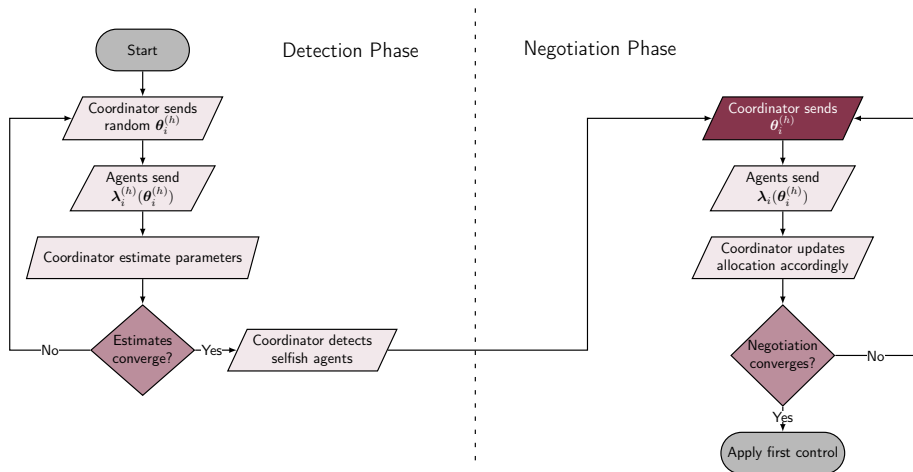 Detection Phase
Start
Coordinator sends
random θ_i^(h)
Agents send
λ_i^(h)(θ_i^(h))
Coordinator estimate parameters
Estimates
converge?
No
Yes
Coordinator detects
selfish agents
Negotiation Phase
Coordinator sends
θ_i^(h)
Agents send
λ_i(θ_i^(h))
Coordinator updates
allocation accordingly
Negotiation
converges?
No
Yes
Apply first control